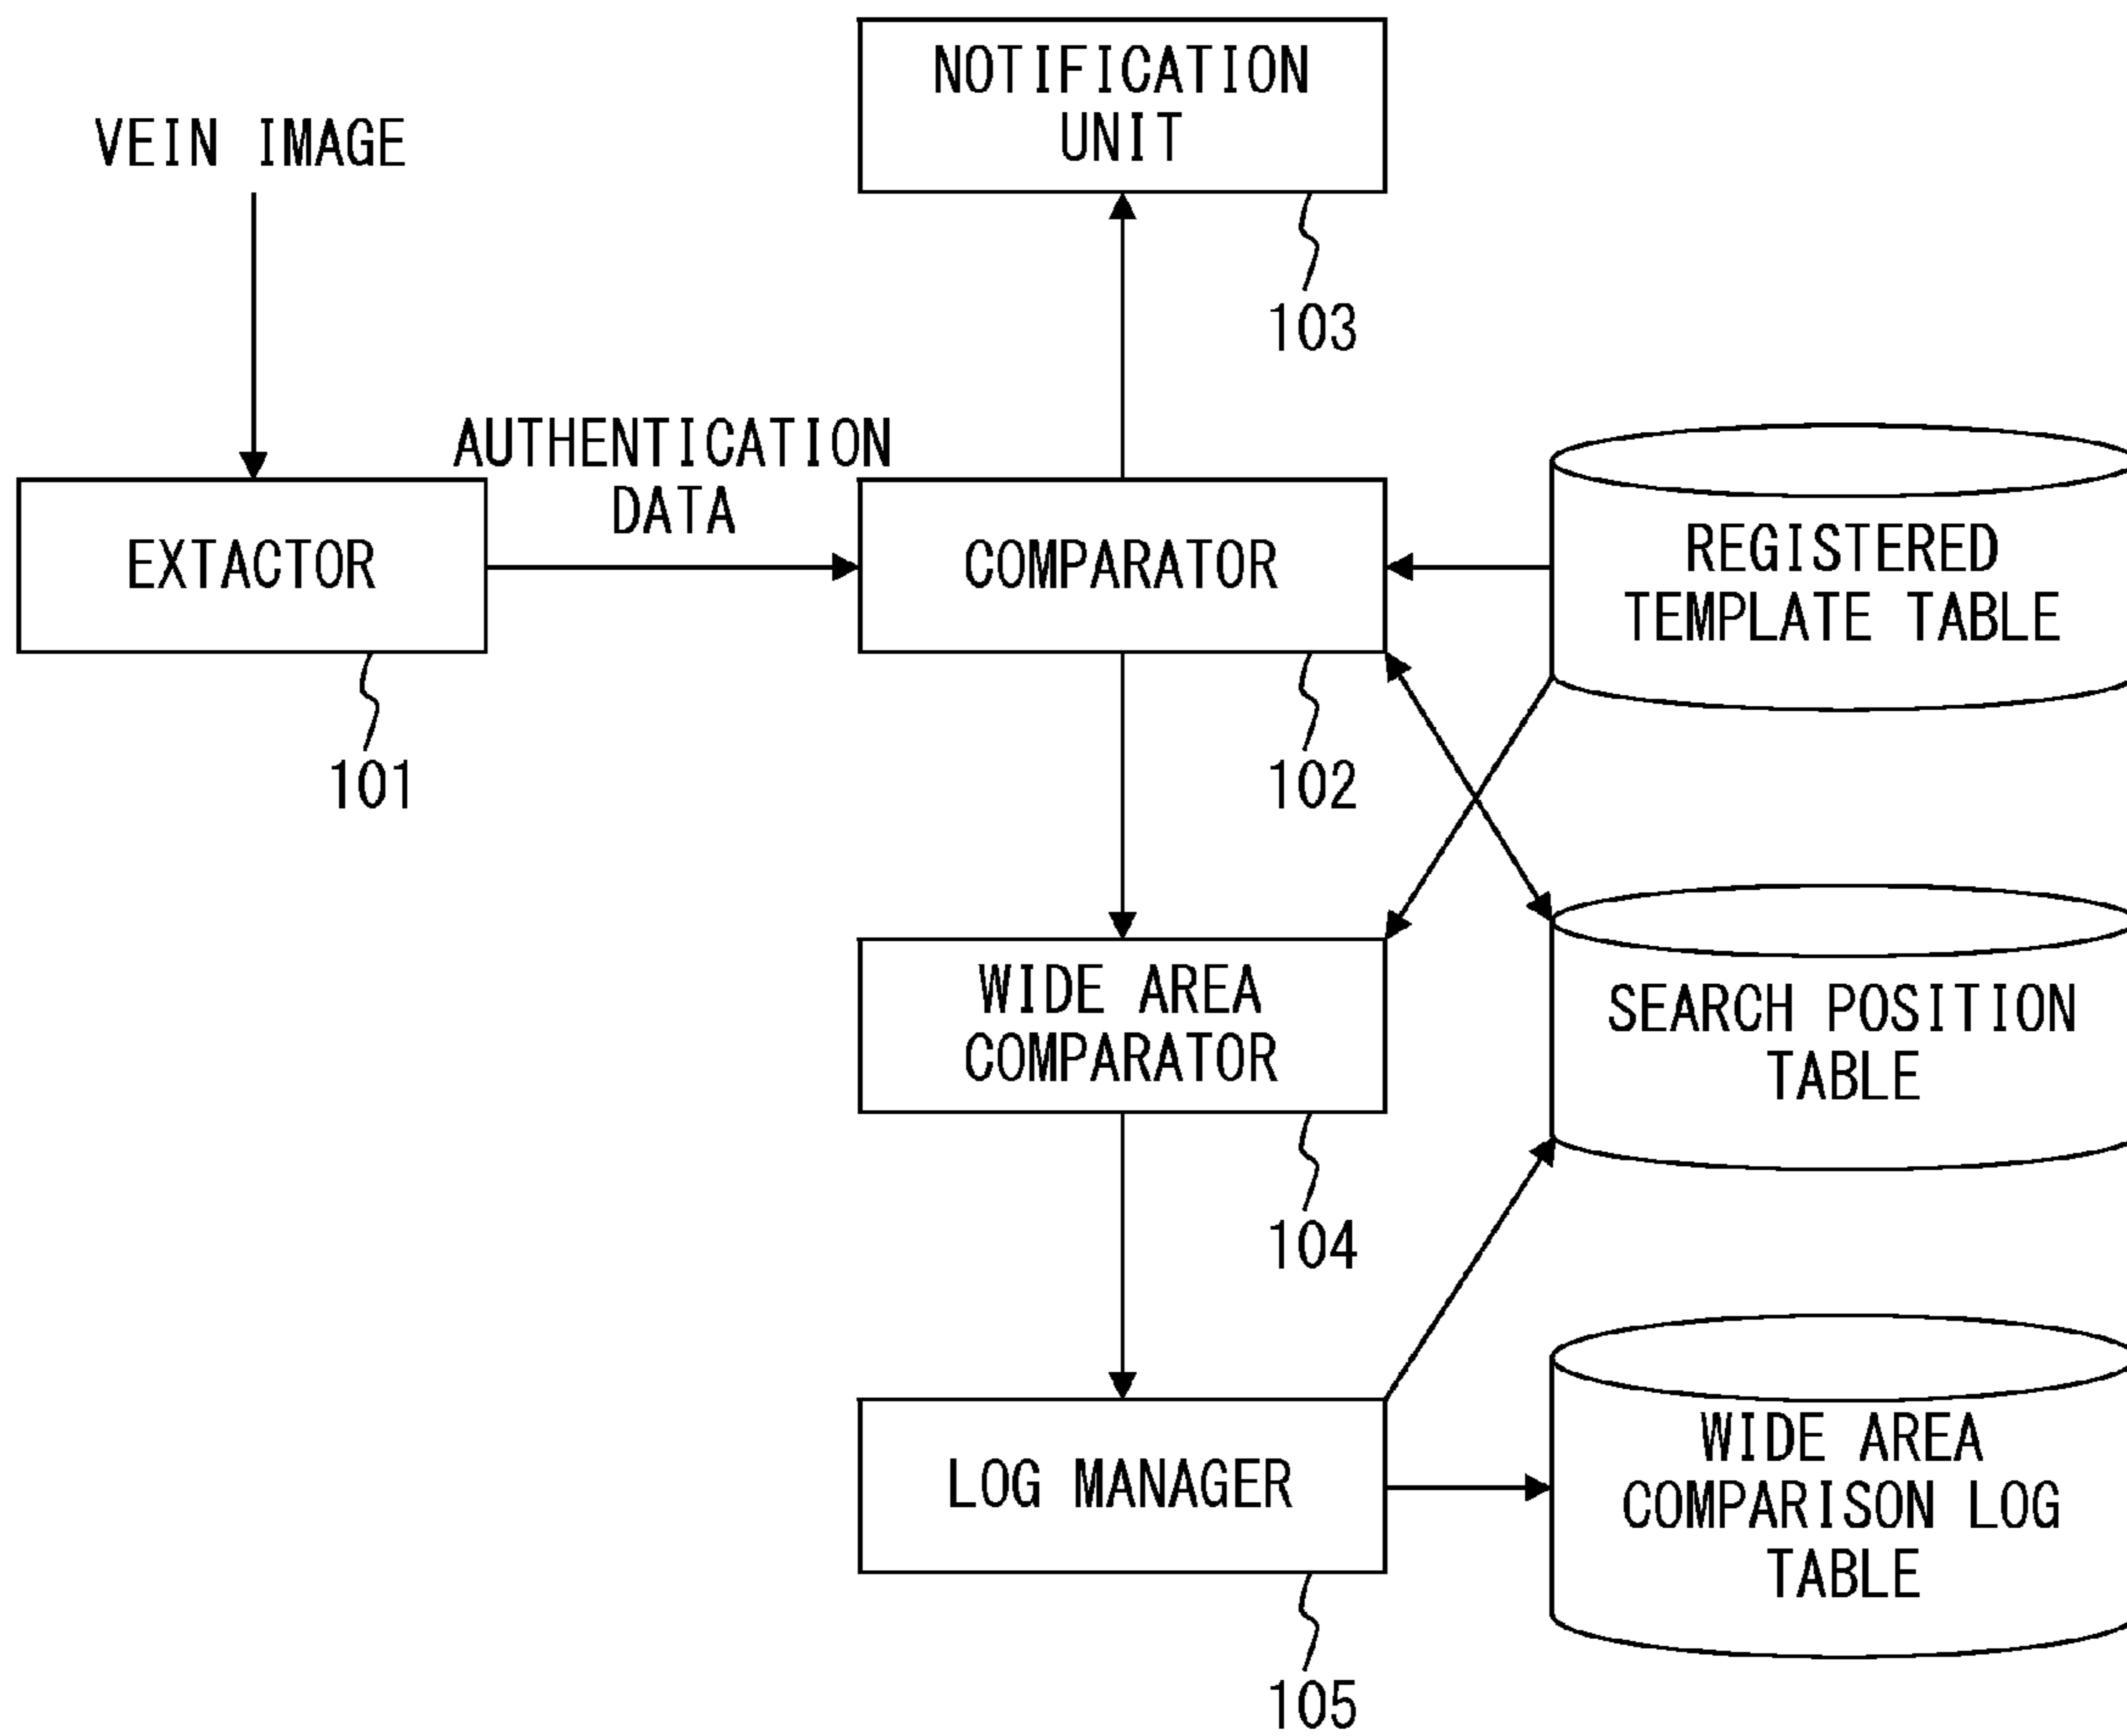 NOTIFICATION
UNIT
VEIN IMAGE
103
AUTHENTICATION
DATA
EXTACTOR
COMPARATOR
REGISTERED
TEMPLATE TABLE
101
102
WIDE AREA
COMPARATOR
SEARCH POSITION
TABLE
104
LOG MANAGER
WIDE AREA
COMPARISON LOG
TABLE
105